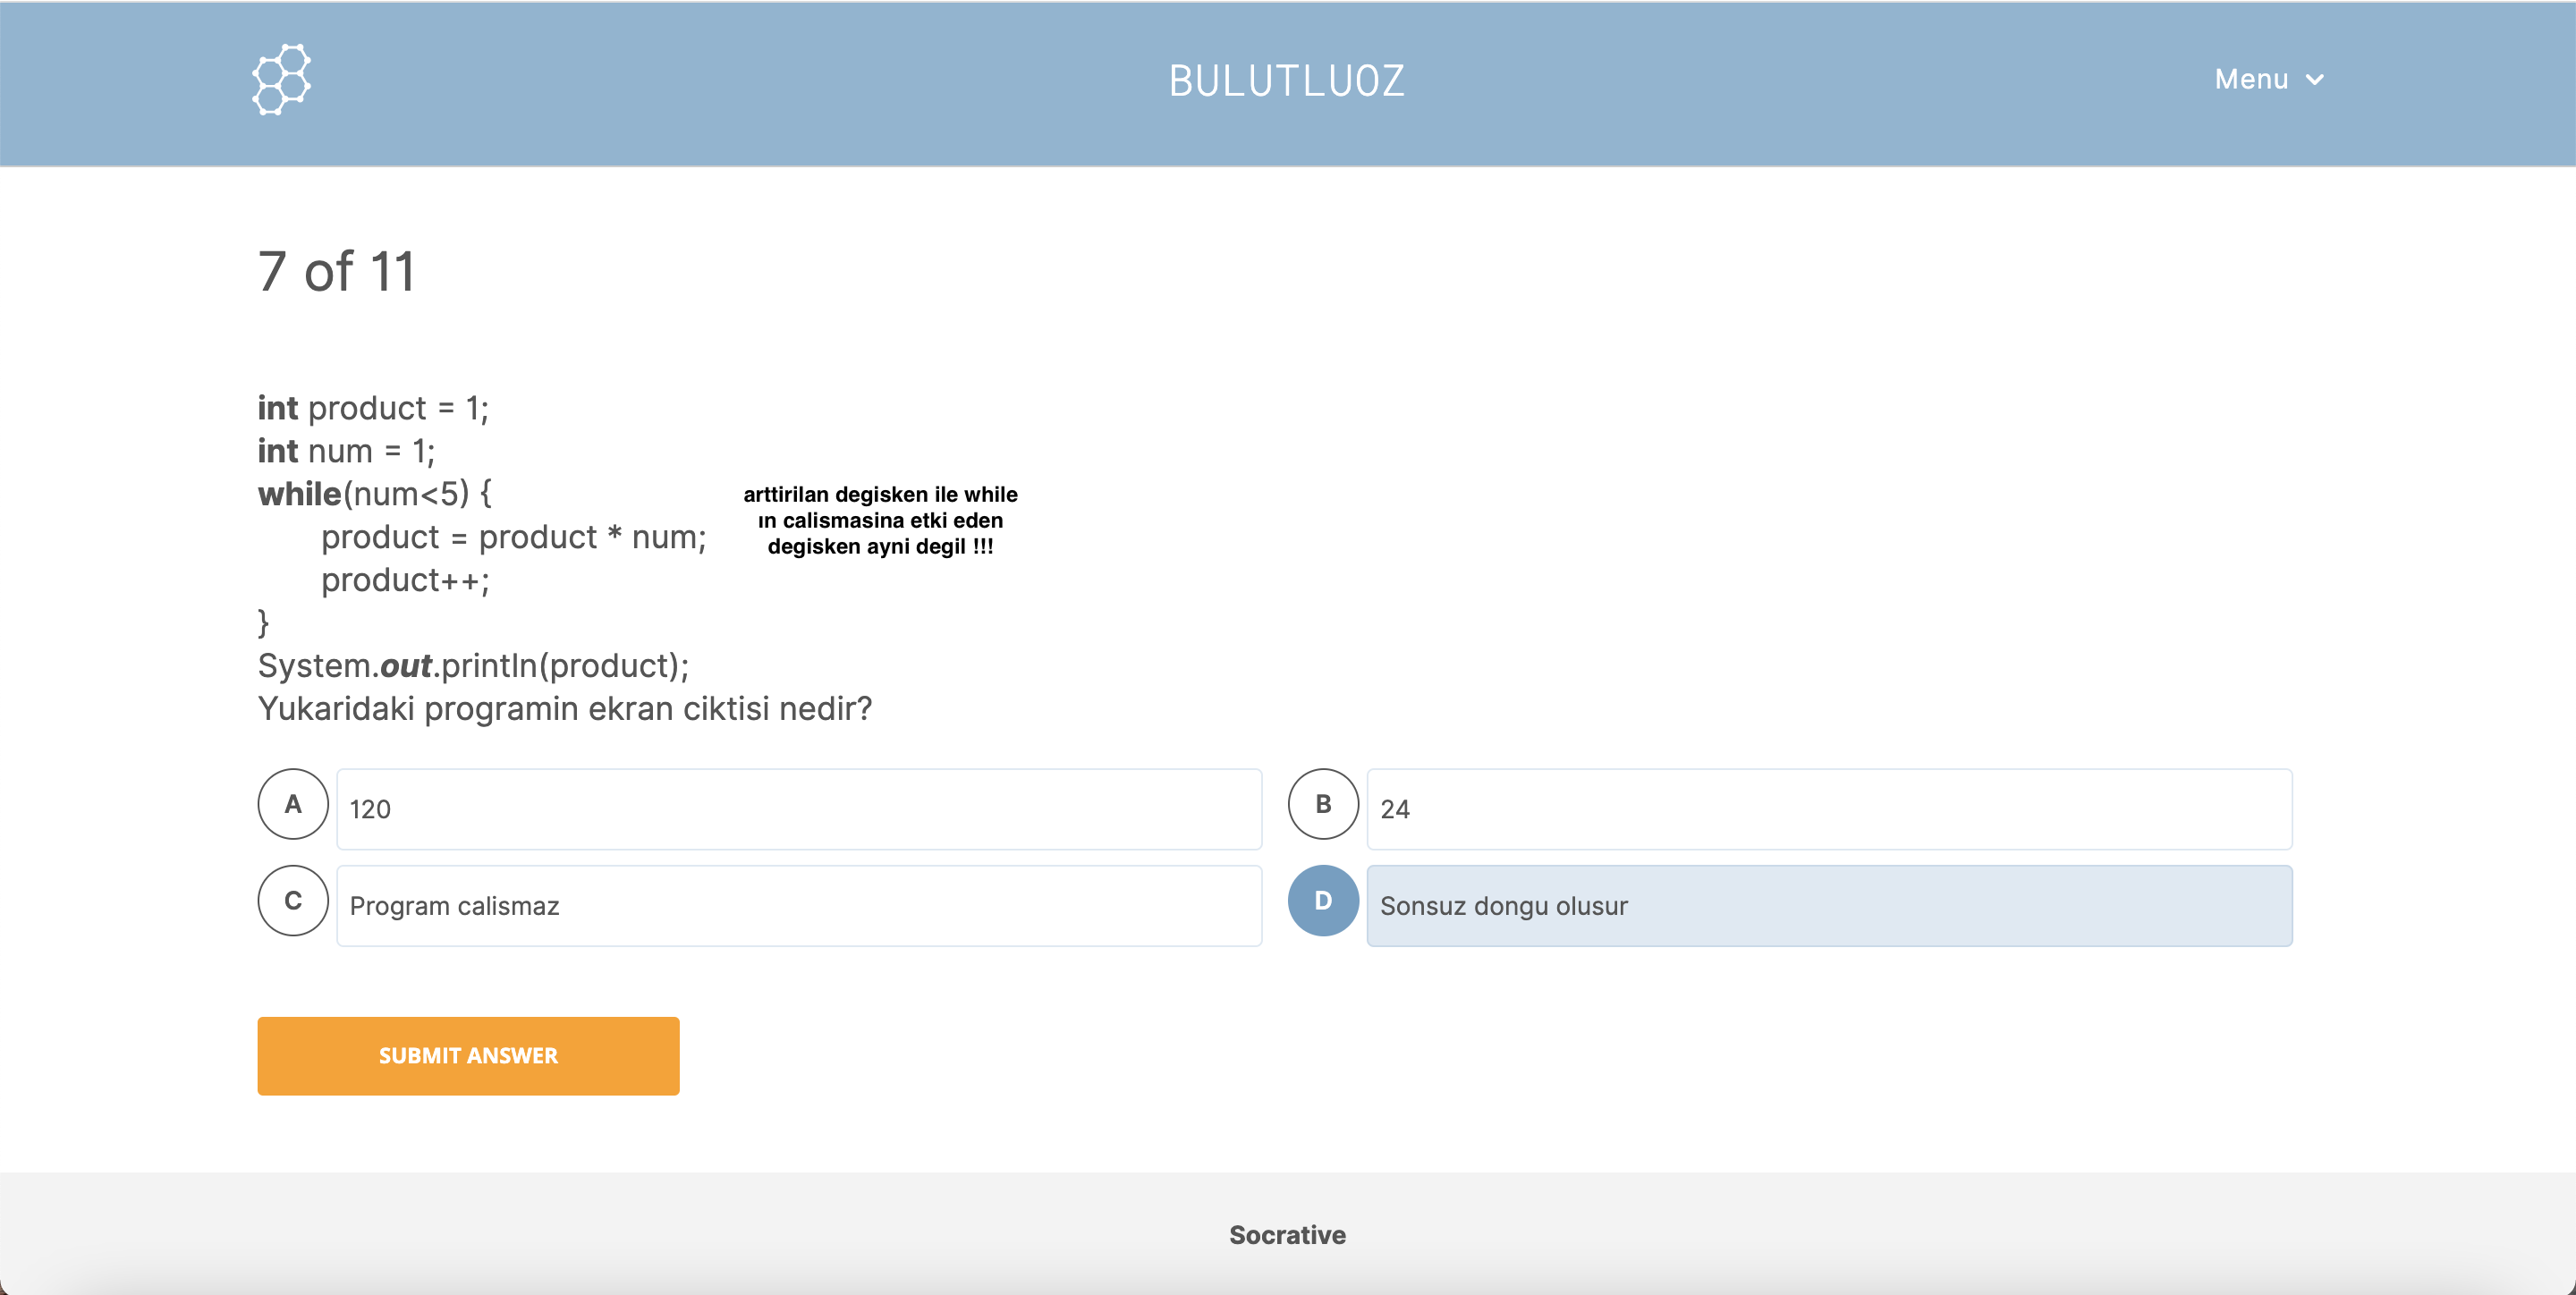 BULUTLUOZ
Menu
7 of 11
int product = 1;
int num = 1;
while(num<5) {
product = product * num;
product++;
}
System.out.println(product);
arttirilan degisken ile while
ın calismasina etki eden
degisken ayni degil !!!
Yukaridaki programin ekran ciktisi nedir?
A 120
B 24
C Program calismaz
D Sonsuz dongu olusur
SUBMIT ANSWER
Socrative